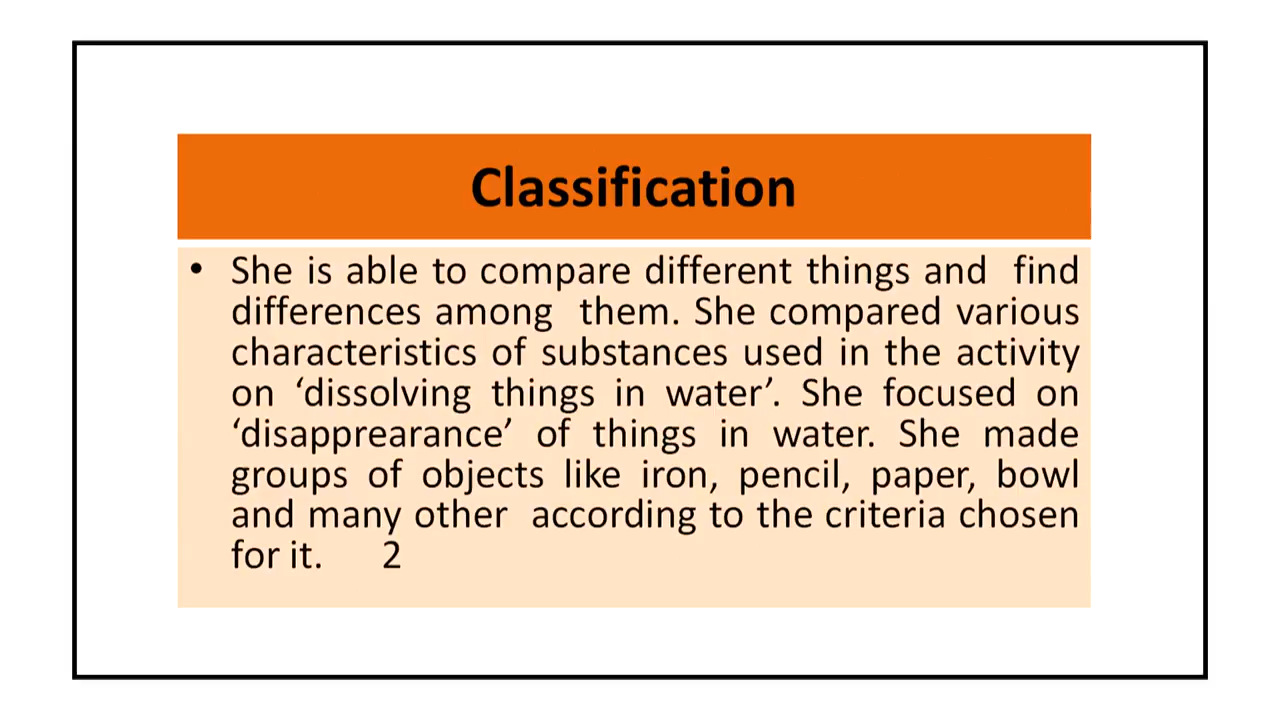 Classification
• She is able to compare different things and  find
differences among  them. She compared various
characteristics of substances used in the activity
on ‘dissolving things in water’. She focused on
‘disapprearance’ of things in water. She made
groups of objects like iron, pencil, paper, bowl
and many other  according to the criteria chosen
for it.    2